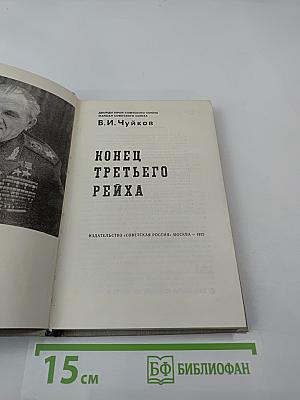 ДВАЖДЫ ГЕРОЙ СОВЕТСКОГО СОЮЗА
МАРШАЛ СОВЕТСКОГО СОЮЗА
В. И. Чуйков
КОНЕЦ
ТРЕТЬЕГО
РЕЙХА
ИЗДАТЕЛЬСТВО «СОВЕТСКАЯ РОССИЯ» МОСКВА — 1973
15 см
БФ БИБЛИОФАН